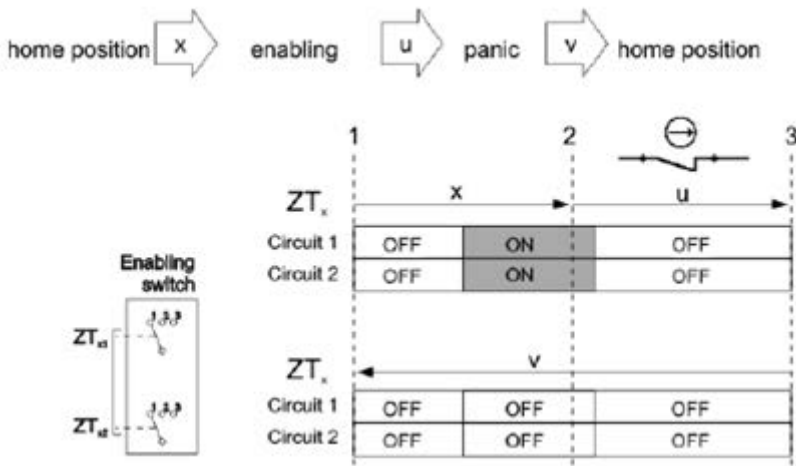 home position x enabling u panic v home position
1 2 3
ZTx x u
Circuit 1 OFF ON OFF
Circuit 2 OFF ON OFF
Enabling
switch
1 2 3
ZTx1
1 2 3
ZTx2
ZTx v
Circuit 1 OFF OFF OFF
Circuit 2 OFF OFF OFF